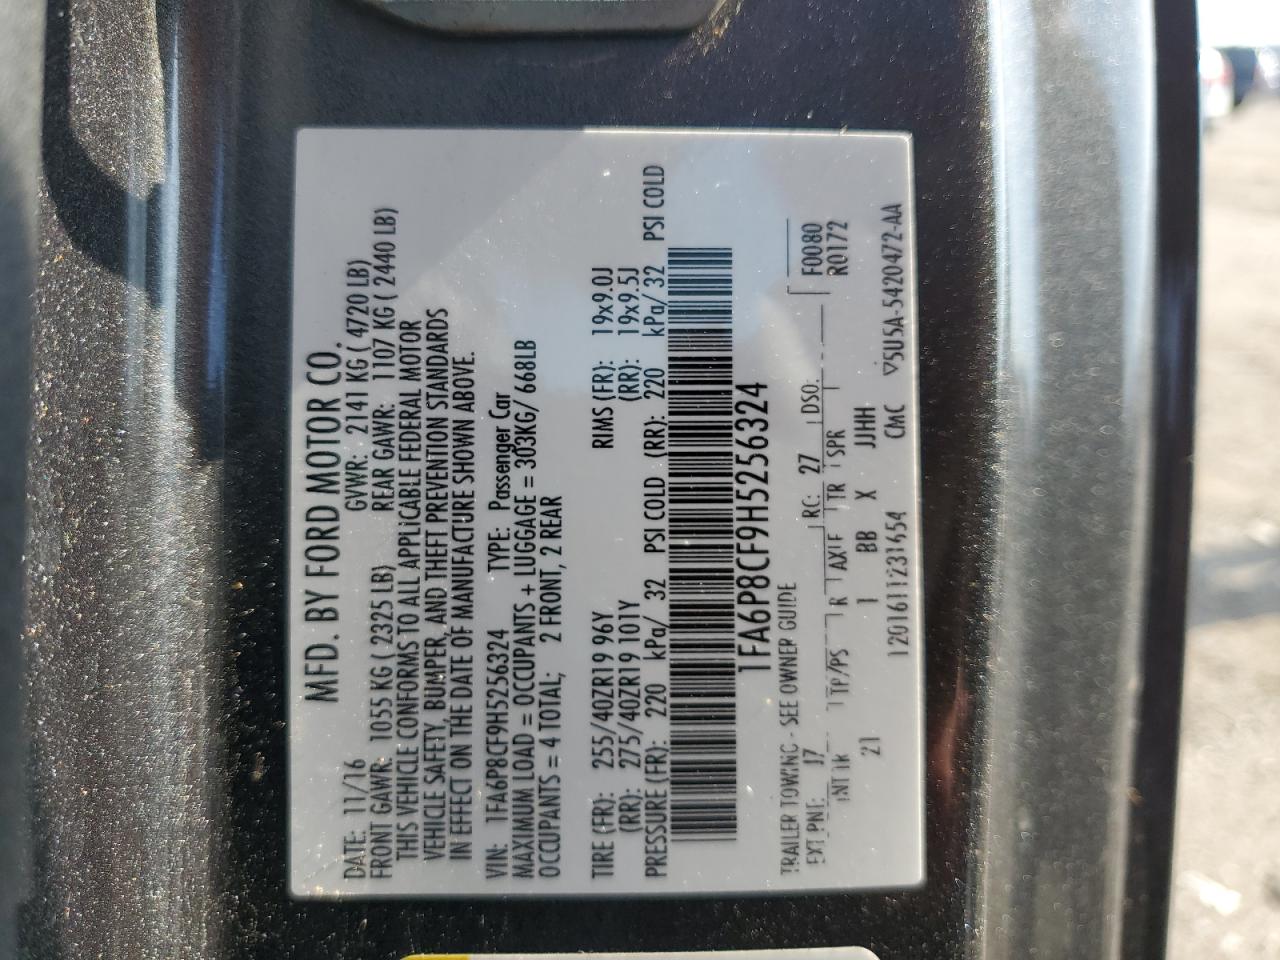 MFD. BY FORD MOTOR CO.
DATE: 11/16 GVWR: 2141 KG ( 4720 LB)
FRONT GAWR: 1055 KG ( 2325 LB) REAR GAWR: 1107 KG ( 2440 LB)
THIS VEHICLE CONFORMS TO ALL APPLICABLE FEDERAL MOTOR
VEHICLE SAFETY, BUMPER, AND THEFT PREVENTION STANDARDS
IN EFFECT ON THE DATE OF MANUFACTURE SHOWN ABOVE.
VIN: 1FA6P8CF9H5256324 TYPE: Passenger Car
MAXIMUM LOAD = OCCUPANTS + LUGGAGE = 303KG/ 668LB
OCCUPANTS = 4 TOTAL; 2 FRONT, 2 REAR
TIRE (FR): 255/40ZR19 96Y RIMS (FR): 19x9.0J
(RR): 275/40ZR19 101Y (RR): 19x9.5J
PRESSURE (FR): 220 kPa/ 32 PSI COLD (RR): 220 kPa/ 32 PSI COLD
1FA6P8CF9H5256324
TRAILER TOWING - SEE OWNER GUIDE F0080
EXT PNT: J7 RC: 27 DSO: R0172
INT TR TP/PS R AXIF TR SPR
21 1 BB X JJHH
1201611231654 CMC ▽5U5A-5420472-AA